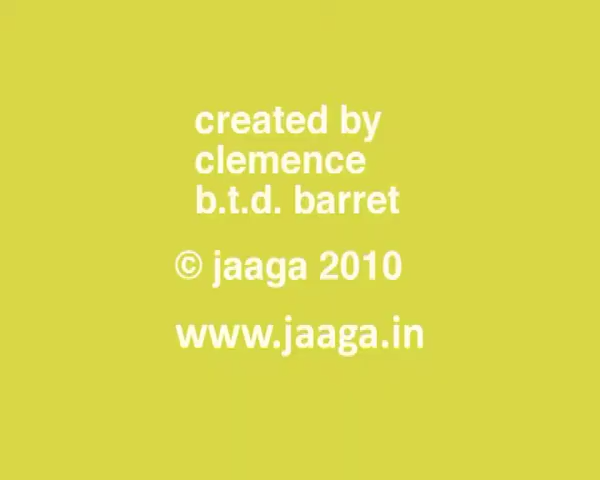 created by
clemence
b.t.d. barret
© jaaga 2010
www.jaaga.in